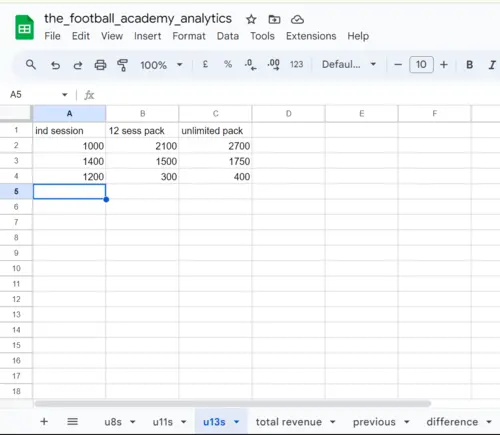 the_football_academy_analytics
File Edit View Insert Format Data Tools Extensions Help
100% £ % .0 .00 123 Defaul... − 10 + B I
A5 fx
A B C D E F
1 ind session 12 sess pack unlimited pack
2 1000 2100 2700
3 1400 1500 1750
4 1200 300 400
5
6
7
8
9
10
11
12
13
14
15
16
17
18
+ u8s u11s u13s total revenue previous difference